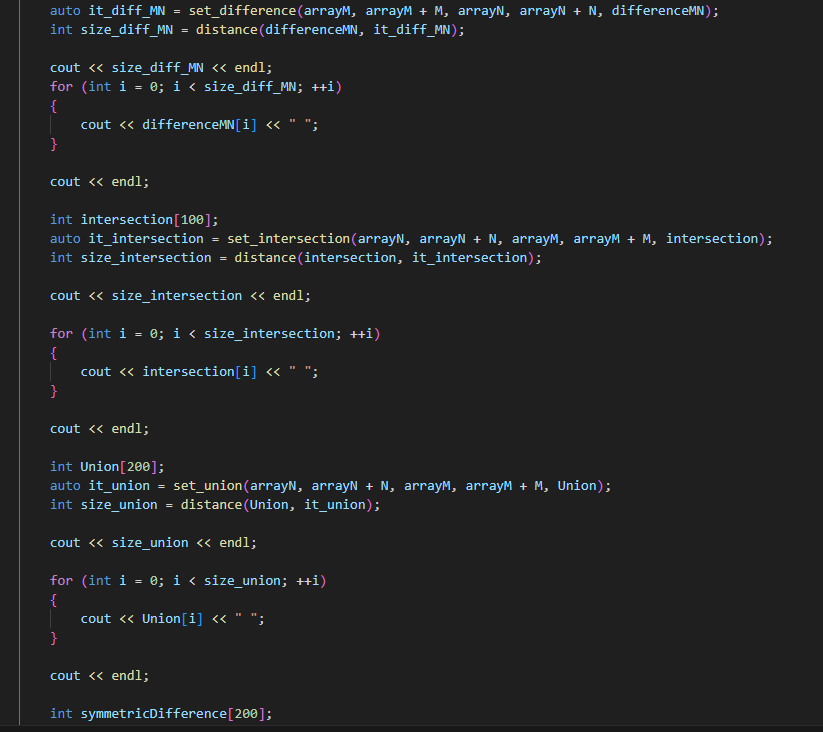 auto it_diff_MN = set_difference(arrayM, arrayM + M, arrayN, arrayN + N, differenceMN);
int size_diff_MN = distance(differenceMN, it_diff_MN);
cout << size_diff_MN << endl;
for (int i = 0; i < size_diff_MN; ++i)
{
cout << differenceMN[i] << " ";
}
cout << endl;
int intersection[100];
auto it_intersection = set_intersection(arrayN, arrayN + N, arrayM, arrayM + M, intersection);
int size_intersection = distance(intersection, it_intersection);
cout << size_intersection << endl;
for (int i = 0; i < size_intersection; ++i)
{
cout << intersection[i] << " ";
}
cout << endl;
int Union[200];
auto it_union = set_union(arrayN, arrayN + N, arrayM, arrayM + M, Union);
int size_union = distance(Union, it_union);
cout << size_union << endl;
for (int i = 0; i < size_union; ++i)
{
cout << Union[i] << " ";
}
cout << endl;
int symmetricDifference[200];